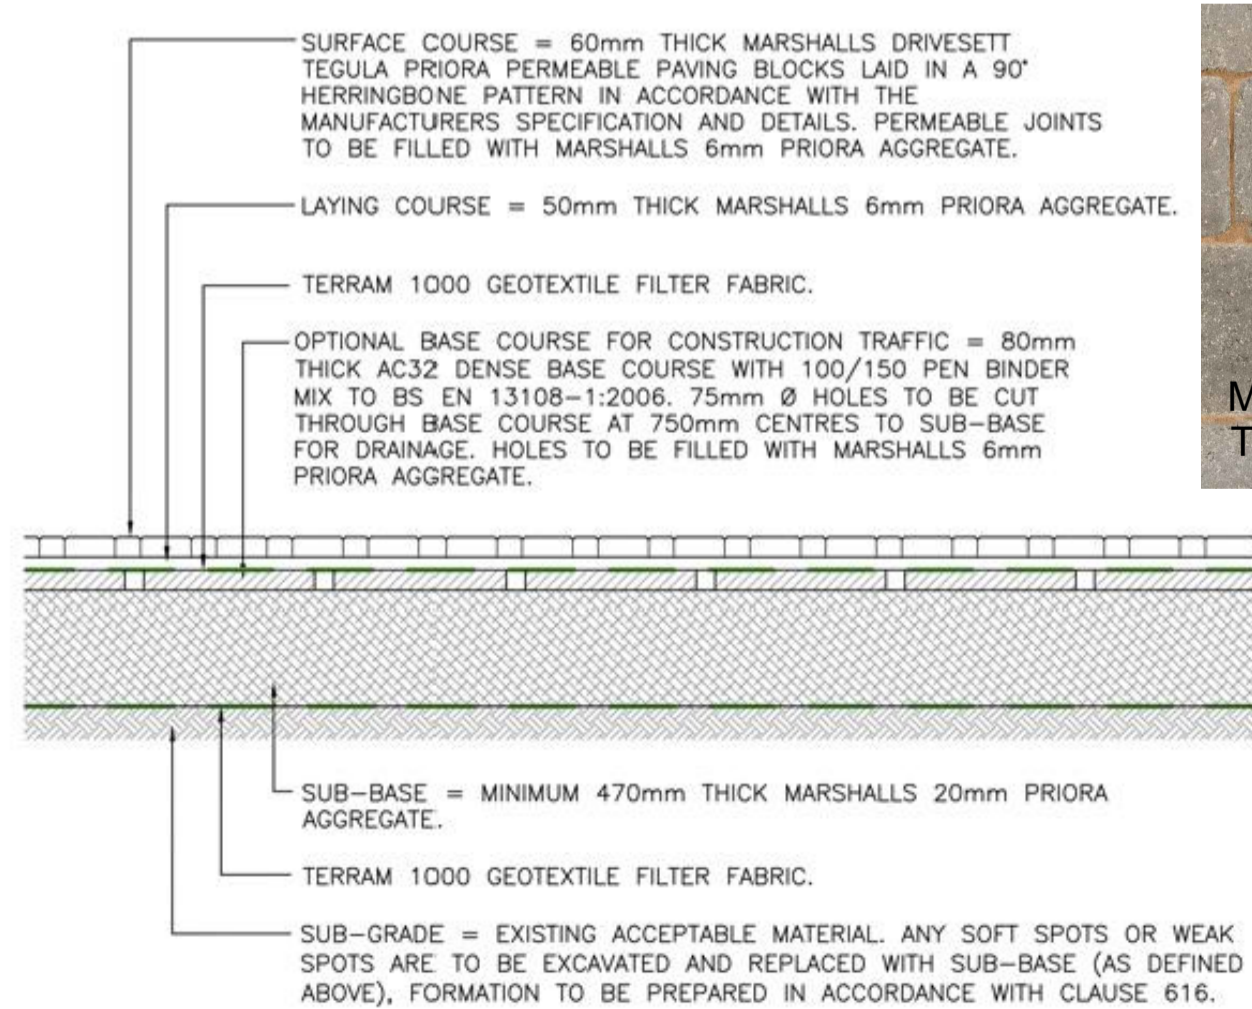 SURFACE COURSE = 60mm THICK MARSHALLS DRIVESETT
TEGULA PRIORA PERMEABLE PAVING BLOCKS LAID IN A 90°
HERRINGBONE PATTERN IN ACCORDANCE WITH THE
MANUFACTURERS SPECIFICATION AND DETAILS. PERMEABLE JOINTS
TO BE FILLED WITH MARSHALLS 6mm PRIORA AGGREGATE.
LAYING COURSE = 50mm THICK MARSHALLS 6mm PRIORA AGGREGATE.
TERRAM 1000 GEOTEXTILE FILTER FABRIC.
OPTIONAL BASE COURSE FOR CONSTRUCTION TRAFFIC = 80mm
THICK AC32 DENSE BASE COURSE WITH 100/150 PEN BINDER
MIX TO BS EN 13108-1:2006. 75mm Ø HOLES TO BE CUT
THROUGH BASE COURSE AT 750mm CENTRES TO SUB-BASE
FOR DRAINAGE. HOLES TO BE FILLED WITH MARSHALLS 6mm
PRIORA AGGREGATE.
M
T
SUB-BASE = MINIMUM 470mm THICK MARSHALLS 20mm PRIORA
AGGREGATE.
TERRAM 1000 GEOTEXTILE FILTER FABRIC.
SUB-GRADE = EXISTING ACCEPTABLE MATERIAL. ANY SOFT SPOTS OR WEAK
SPOTS ARE TO BE EXCAVATED AND REPLACED WITH SUB-BASE (AS DEFINED
ABOVE), FORMATION TO BE PREPARED IN ACCORDANCE WITH CLAUSE 616.